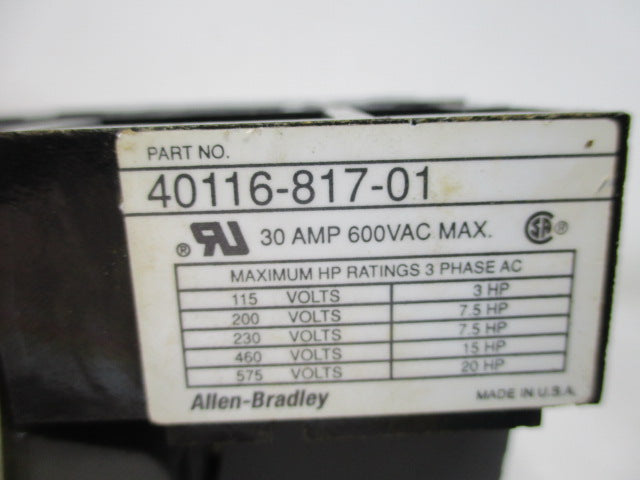 PART NO.
40116-817-01
® RU 30 AMP 600VAC MAX. SA ®
MAXIMUM HP RATINGS 3 PHASE AC
115 VOLTS 3 HP
200 VOLTS 7.5 HP
230 VOLTS 7.5 HP
460 VOLTS 15 HP
575 VOLTS 20 HP
Allen-Bradley MADE IN U.S.A.